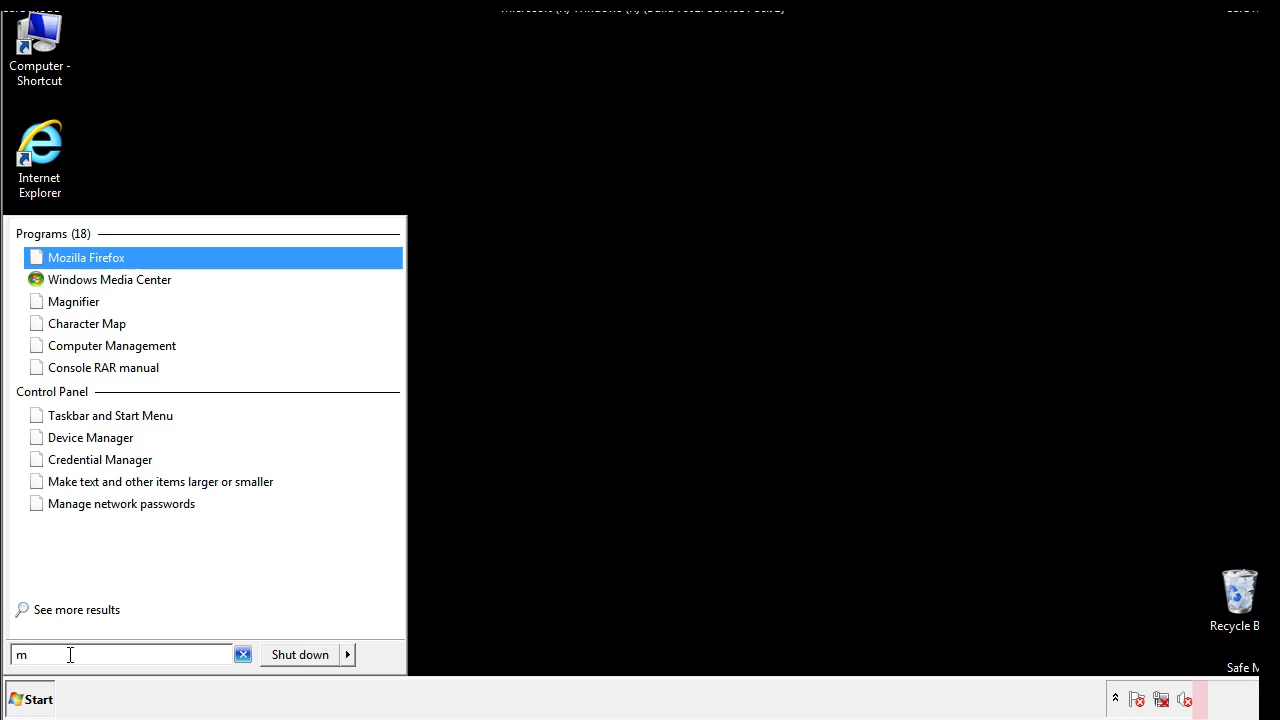 Computer -
Shortcut
Internet
Explorer
Programs (18)
Mozilla Firefox
Windows Media Center
Magnifier
Character Map
Computer Management
Console RAR manual
Control Panel
Taskbar and Start Menu
Device Manager
Credential Manager
Make text and other items larger or smaller
Manage network passwords
See more results
m
Shut down
Recycle B
Safe M
Start